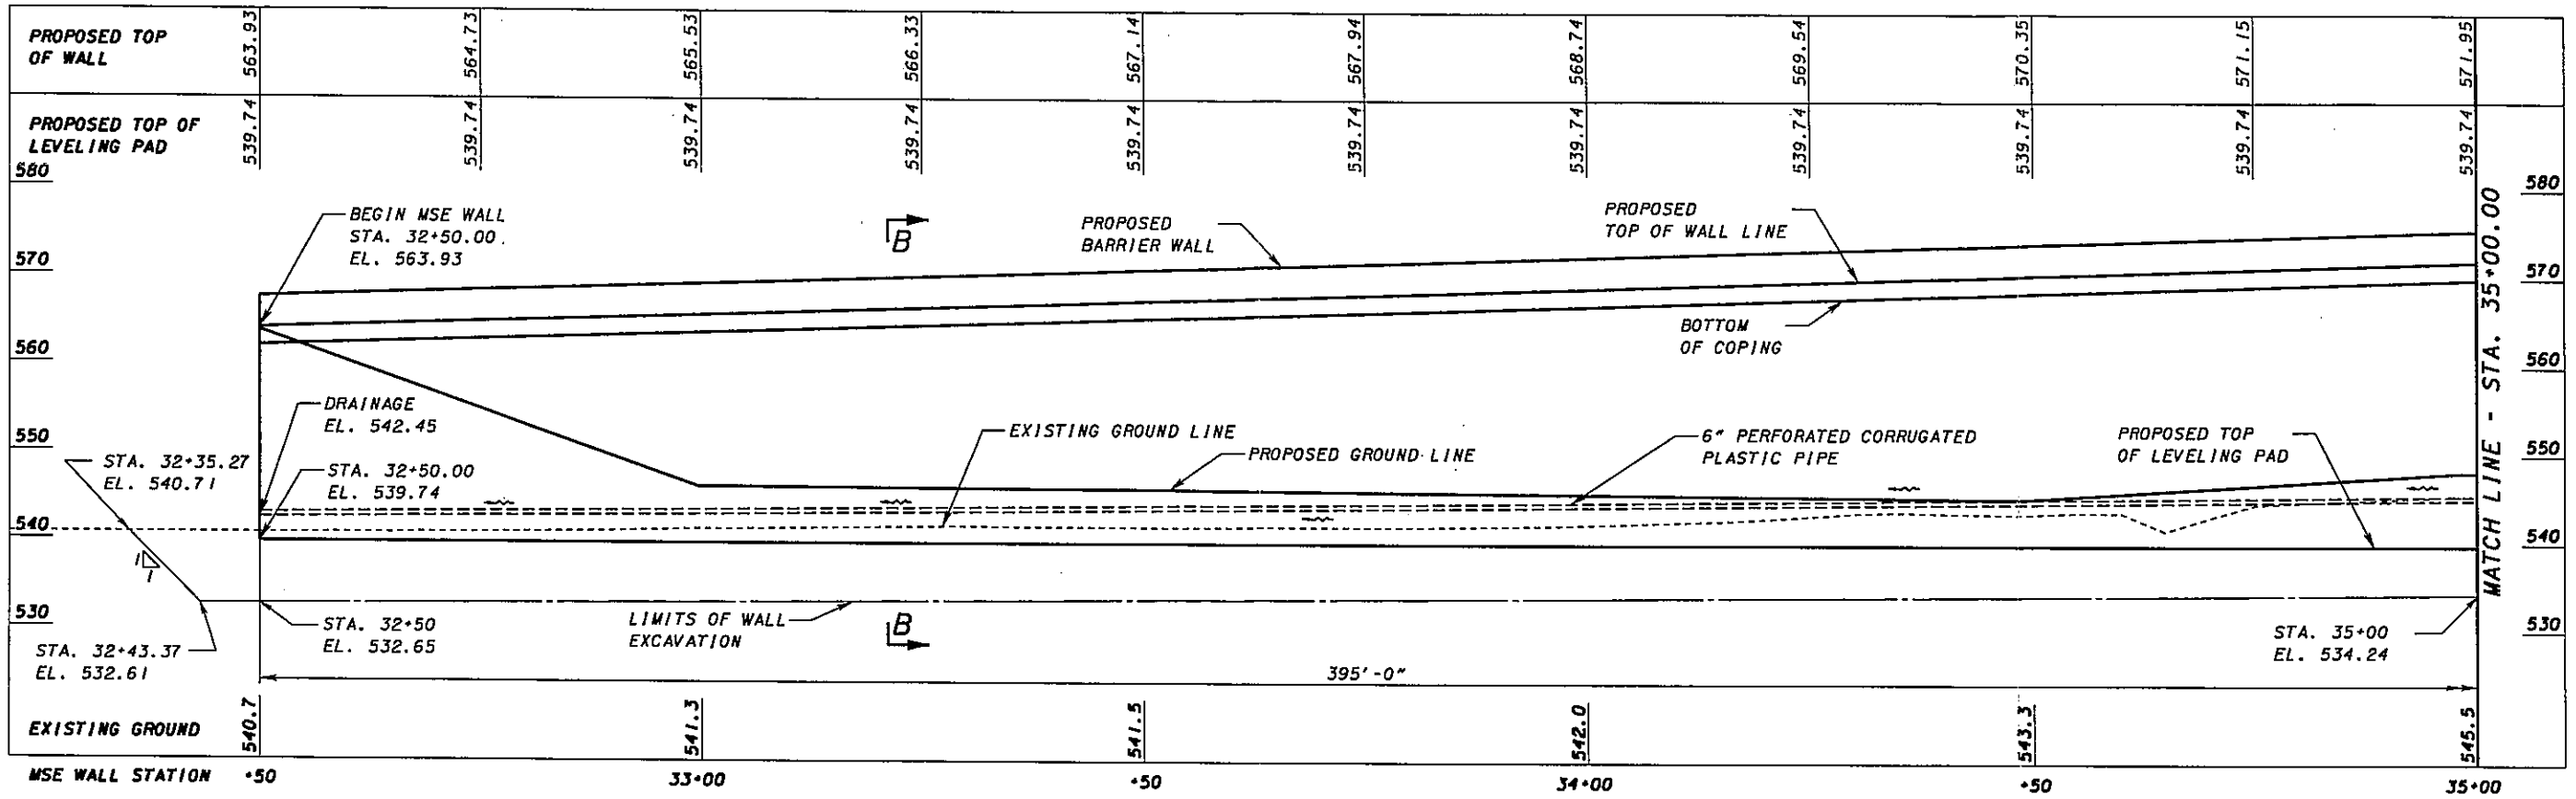 PROPOSED TOP
OF WALL
563.93 564.73 565.53 566.33 567.14 567.94 568.74 569.54 570.35 571.15 571.95
PROPOSED TOP OF
LEVELING PAD
539.74 539.74 539.74 539.74 539.74 539.74 539.74 539.74 539.74 539.74 539.74
580
580
BEGIN MSE WALL
STA. 32+50.00
EL. 563.93
B
PROPOSED
BARRIER WALL
PROPOSED
TOP OF WALL LINE
MATCH LINE - STA. 35+00.00
570
570
BOTTOM
OF COPING
560
560
DRAINAGE
EL. 542.45
EXISTING GROUND LINE
PROPOSED GROUND LINE
6" PERFORATED CORRUGATED
PLASTIC PIPE
PROPOSED TOP
OF LEVELING PAD
550
550
STA. 32+35.27
EL. 540.71
STA. 32+50.00
EL. 539.74
540
540
1
1
530
530
STA. 32+43.37
EL. 532.61
STA. 32+50
EL. 532.65
LIMITS OF WALL
EXCAVATION
B
STA. 35+00
EL. 534.24
395'-0"
EXISTING GROUND
540.7 541.3 541.5 542.0 543.3 545.5
MSE WALL STATION +50 33+00 +50 34+00 +50 35+00